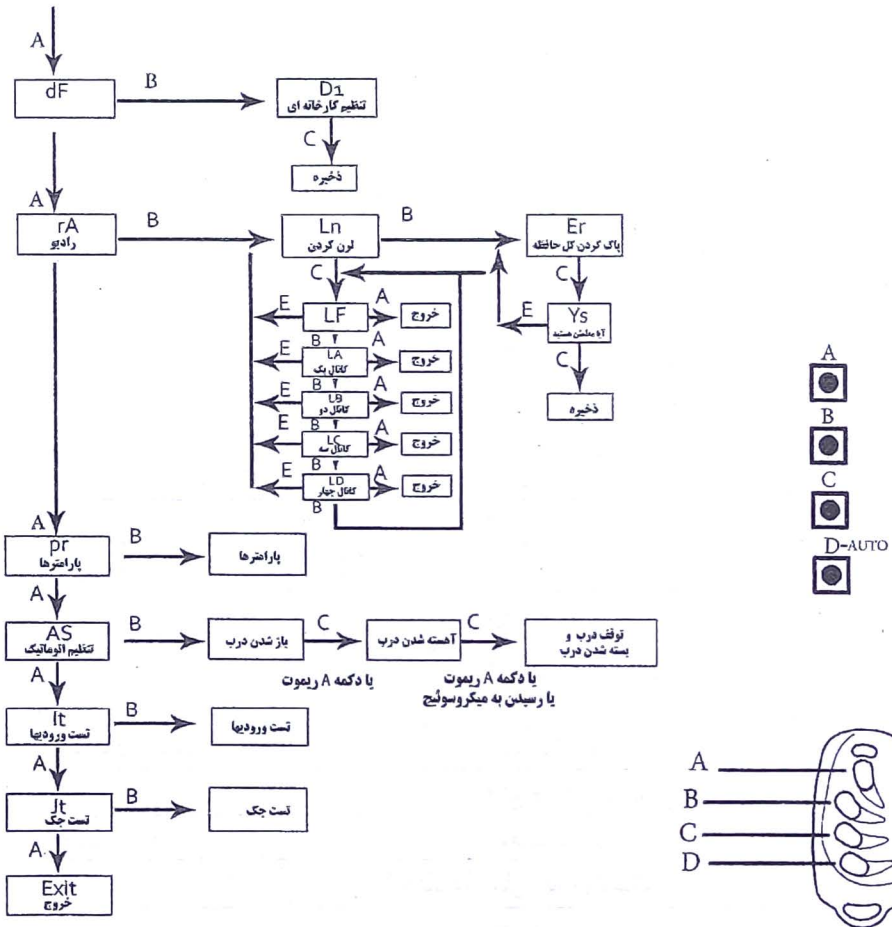 A
dF
B
D1
تنظیم کارخانه ای
C
ذخیره
A
rA
رادیو
B
Ln
لرن کردن
B
Er
پاک کردن کل حافظه
C
C
E
LF
A
خروج
E
Ys
آیا مطمئن هستید
B
E
LA
کانال یک
A
خروج
C
ذخیره
B
E
LB
کانال دو
A
خروج
B
E
LC
کانال سه
A
خروج
B
E
LD
کانال چهار
A
خروج
B
A
pr
پارامترها
B
پارامترها
A
AS
تنظیم اتوماتیک
B
باز شدن درب
C
آهسته شدن درب
C
توقف درب و
بسته شدن درب
یا دکمه A ریموت
یا دکمه A ریموت
یا رسیدن به میکروسوئیچ
A
It
تست ورودیها
B
تست ورودیها
A
Jt
تست جک
B
تست جک
A
Exit
خروج
A
B
C
D-AUTO
A
B
C
D